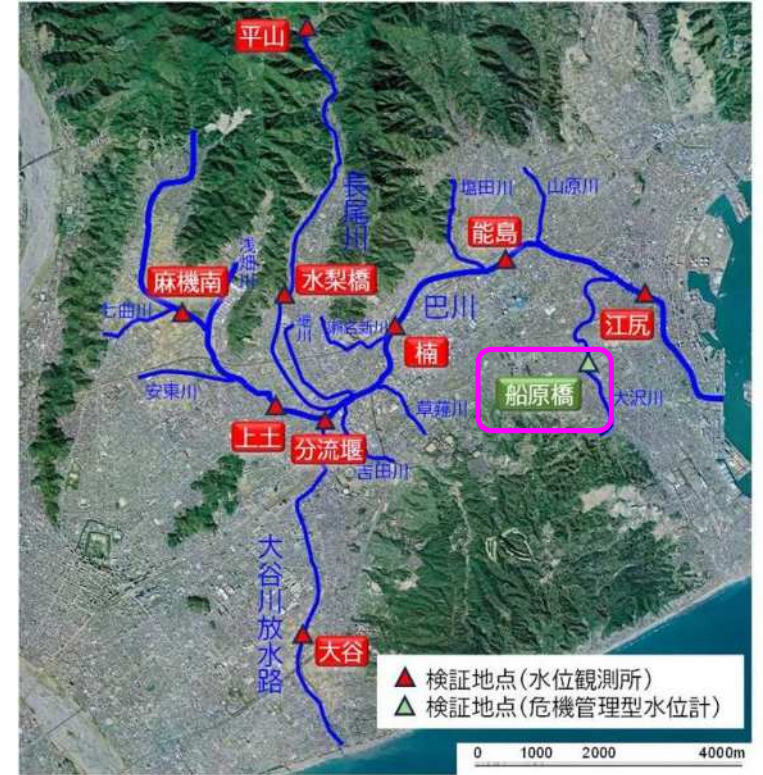 平山
長尾川
塩田川
山原川
能島
浅畑川
麻機南
水梨橋
七曲川
巴川
江尻
楠
安東川
船原橋
大沢川
草薙川
上土
分流堰
吉田川
大谷川放水路
大谷
検証地点(水位観測所)
検証地点(危機管理型水位計)
0 1000 2000 4000m